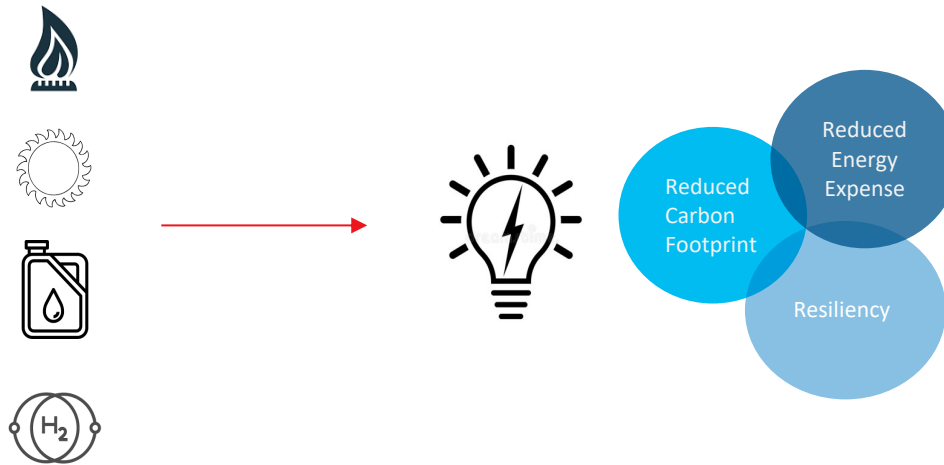 Reduced
Energy
Expense
Reduced
Carbon
Footprint
Resiliency
H2